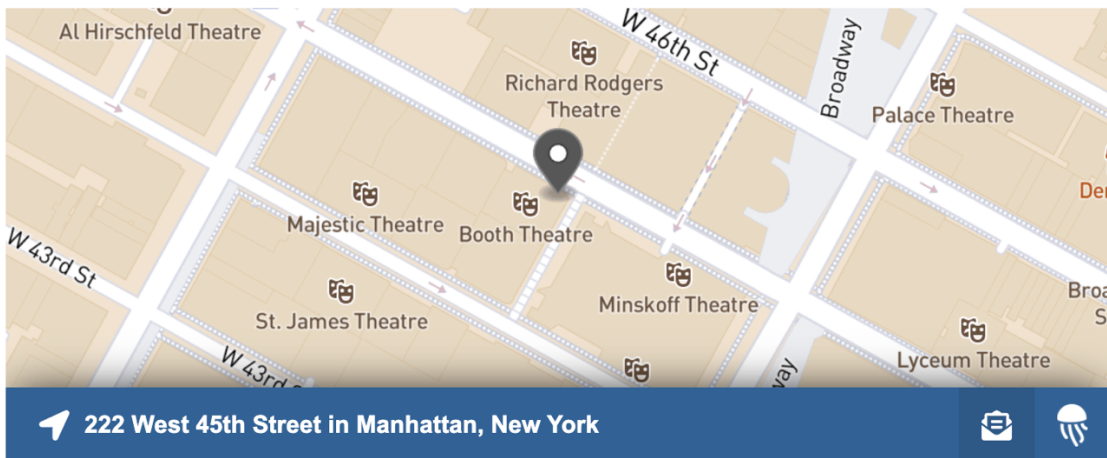 Al Hirschfeld Theatre
W 46th St
Broadway
Richard Rodgers
Theatre
Palace Theatre
Majestic Theatre
Booth Theatre
W 43rd St
St. James Theatre
Minskoff Theatre
Lyceum Theatre
W 43rd
222 West 45th Street in Manhattan, New York